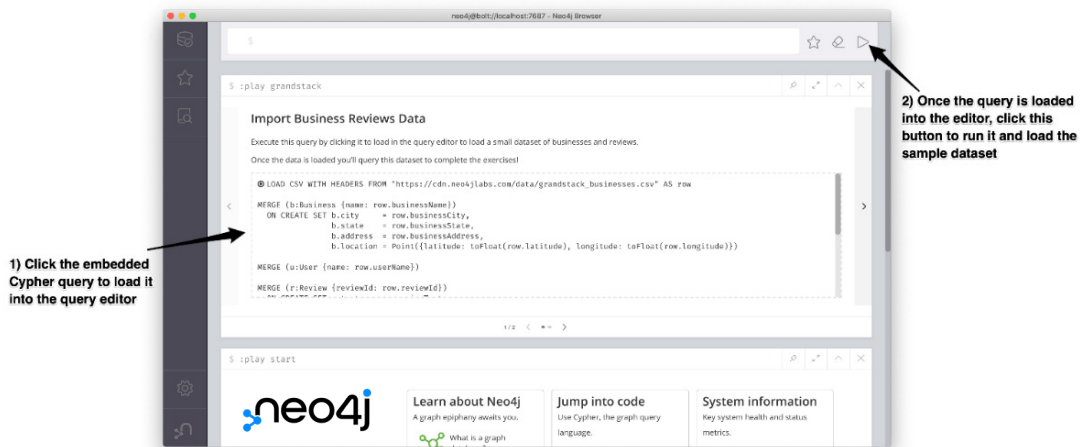 neo4j@bolt://localhost:7687 - Neo4j Browser
$
$ :play grandstack
Import Business Reviews Data
Execute this query by clicking it to load in the query editor to load a small dataset of businesses and reviews.
Once the data is loaded you'll query this dataset to complete the exercises!
LOAD CSV WITH HEADERS FROM "https://cdn.neo4jlabs.com/data/grandstack_businesses.csv" AS row
MERGE (b:Business {name: row.businessName})
ON CREATE SET b.city = row.businessCity,
b.state = row.businessState,
b.address = row.businessAddress,
b.location = Point({latitude: toFloat(row.latitude), longitude: toFloat(row.longitude)})
MERGE (u:User {name: row.userName})
MERGE (r:Review {reviewId: row.reviewId})
1/2
1) Click the embedded
Cypher query to load it
into the query editor
2) Once the query is loaded
into the editor, click this
button to run it and load the
sample dataset
$ :play start
neo4j
Learn about Neo4j
A graph epiphany awaits you.
What is a graph
Jump into code
Use Cypher, the graph query
language.
System information
Key system health and status
metrics.